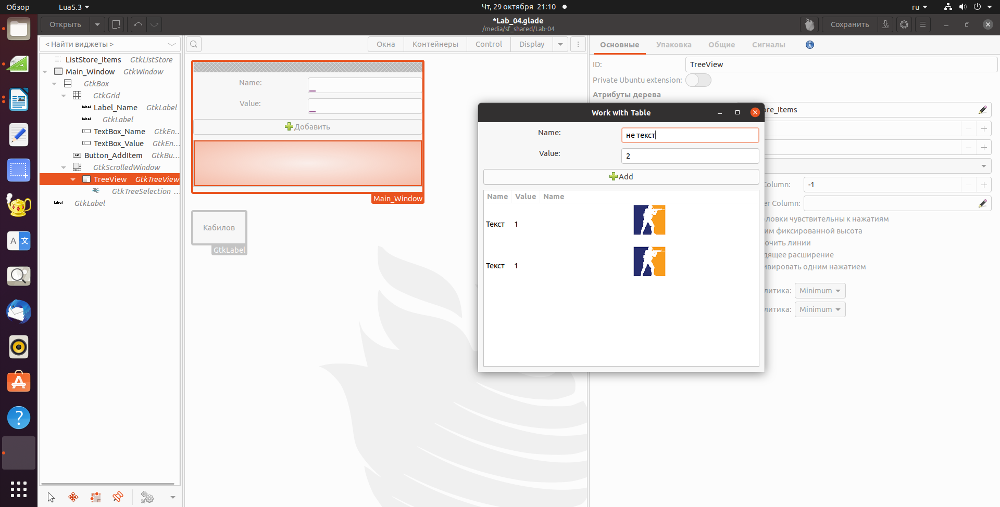 Обзор
Lua5.3
Чт, 29 октября 21:10
ru
Открыть
*Lab_04.glade
/media/sf_shared/Lab-04
Сохранить
< Найти виджеты >
ListStore_Items GtkListStore
Main_Window GtkWindow
GtkBox
GtkGrid
label Label_Name GtkLabel
label GtkLabel
TextBox_Name GtkEn...
TextBox_Value GtkEn...
OK Button_AddItem GtkBu...
GtkScrolledWindow
TreeView GtkTreeView
GtkTreeSelection ...
label GtkLabel
Окна
Контейнеры
Control
Display
Name:
Value:
Добавить
Main_Window
Кабилов
GtkLabel
Основные
Упаковка
Общие
Сигналы
ID:
TreeView
Private Ubuntu extension:
Атрибуты дерева
re_Items
Column:
-1
er Column:
ловки чувствительны к нажатиям
им фиксированной высота
ючить линии
дящее расширение
ивировать одним нажатием
литика:
Minimum
литика:
Minimum
Work with Table
Name:
не текст
Value:
2
Add
Name Value Name
Текст 1
Текст 1